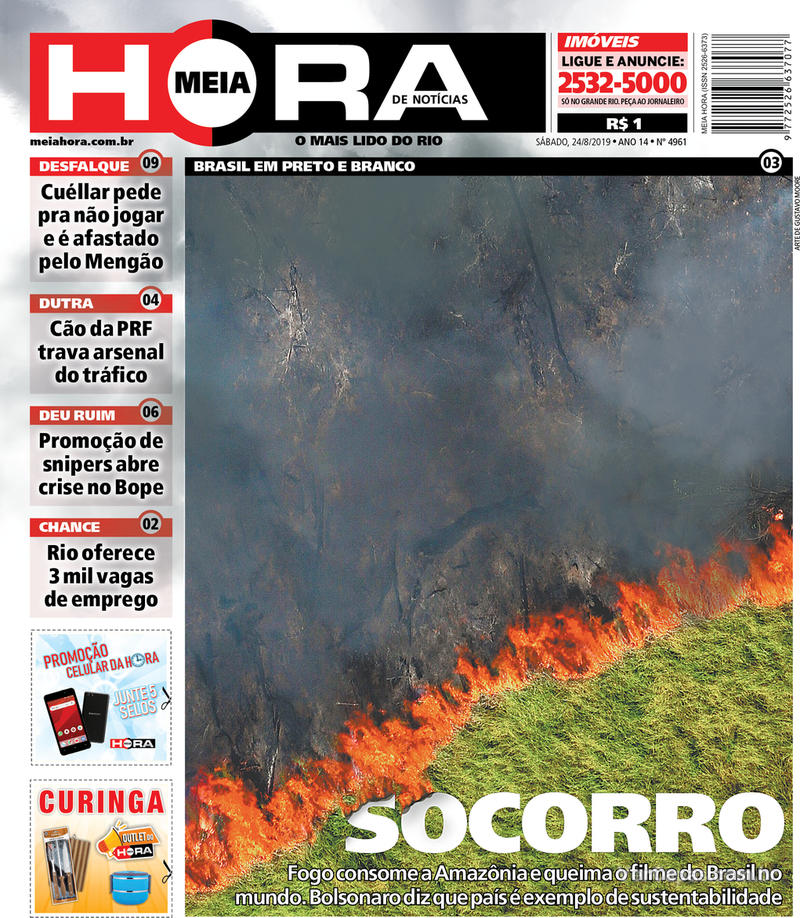 HORA
MEIA
DE NOTÍCIAS
meiahora.com.br
O MAIS LIDO DO RIO
IMÓVEIS
LIGUE E ANUNCIE:
2532-5000
SÓ NO GRANDE RIO. PEÇA AO JORNALEIRO
R$ 1
SÁBADO, 24/8/2019 • ANO 14 • N° 4961
MEIA HORA (ISSN 2526-6373)
9 772526 637077
DESFALQUE 09
Cuéllar pede
pra não jogar
e é afastado
pelo Mengão
DUTRA 04
Cão da PRF
trava arsenal
do tráfico
DEU RUIM 06
Promoção de
snipers abre
crise no Bope
CHANCE 02
Rio oferece
3 mil vagas
de emprego
PROMOÇÃO
CELULAR DA HORA
JUNTE 5
SELOS
HORA
CURINGA
OUTLET DO
HORA
BRASIL EM PRETO E BRANCO 03
ARTE DE GUSTAVO MOORE
SOCORRO
Fogo consome a Amazônia e queima o filme do Brasil no
mundo. Bolsonaro diz que país é exemplo de sustentabilidade